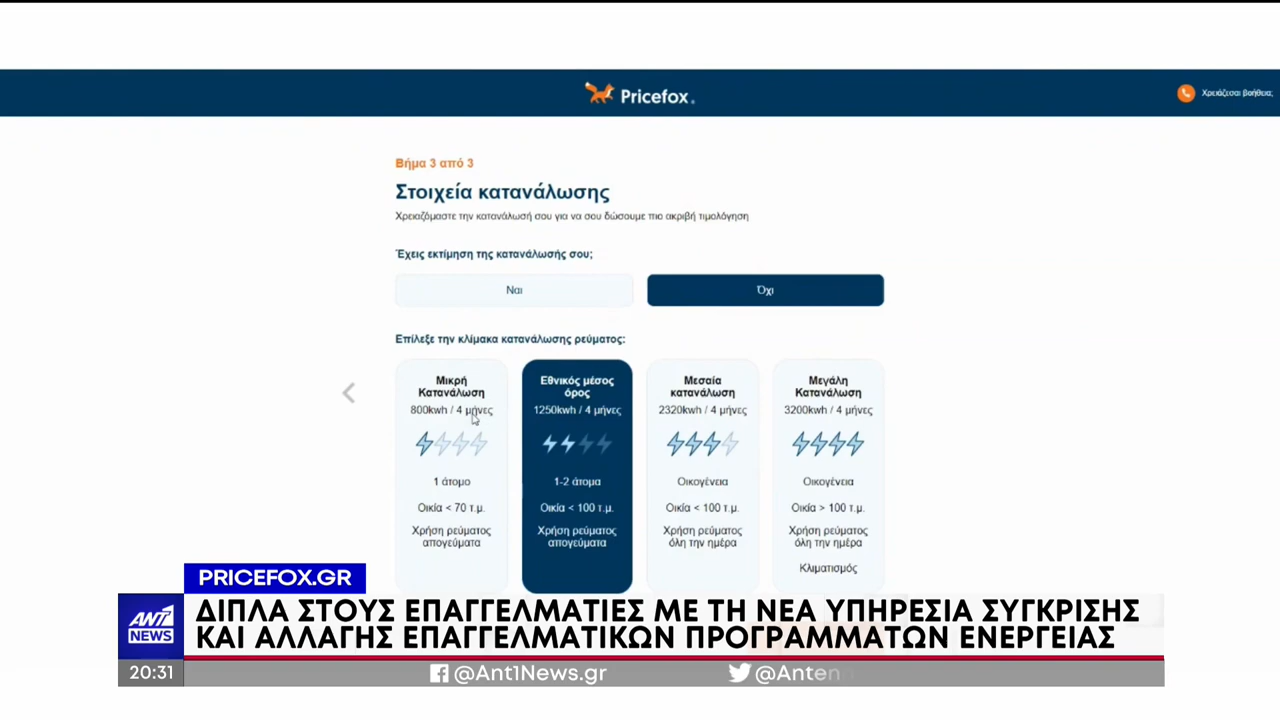 Pricefox.
Χρειάζεσαι βοήθεια;
Βήμα 3 από 3
Στοιχεία κατανάλωσης
Χρειαζόμαστε την κατανάλωσή σου για να σου δώσουμε πιο ακριβή τιμολόγηση
Έχεις εκτίμηση της κατανάλωσής σου;
Ναι
Όχι
Επίλεξε την κλίμακα κατανάλωσης ρεύματος:
Μικρή
Κατανάλωση
800kwh / 4 μήνες
1 άτομο
Οικία < 70 τ.μ.
Χρήση ρεύματος
απογεύματα
Εθνικός μέσος
όρος
1250kwh / 4 μήνες
1-2 άτομα
Οικία < 100 τ.μ.
Χρήση ρεύματος
απογεύματα
Μεσαία
κατανάλωση
2320kwh / 4 μήνες
Οικογένεια
Οικία < 100 τ.μ.
Χρήση ρεύματος
όλη την ημέρα
Μεγάλη
Κατανάλωση
3200kwh / 4 μήνες
Οικογένεια
Οικία > 100 τ.μ.
Χρήση ρεύματος
όλη την ημέρα
Κλιματισμός
PRICEFOX.GR
ΔΙΠΛΑ ΣΤΟΥΣ ΕΠΑΓΓΕΛΜΑΤΙΕΣ ΜΕ ΤΗ ΝΕΑ ΥΠΗΡΕΣΙΑ ΣΥΓΚΡΙΣΗΣ
ΚΑΙ ΑΛΛΑΓΗΣ ΕΠΑΓΓΕΛΜΑΤΙΚΩΝ ΠΡΟΓΡΑΜΜΑΤΩΝ ΕΝΕΡΓΕΙΑΣ
ANT1
NEWS
20:31
@Ant1News.gr
@Anten